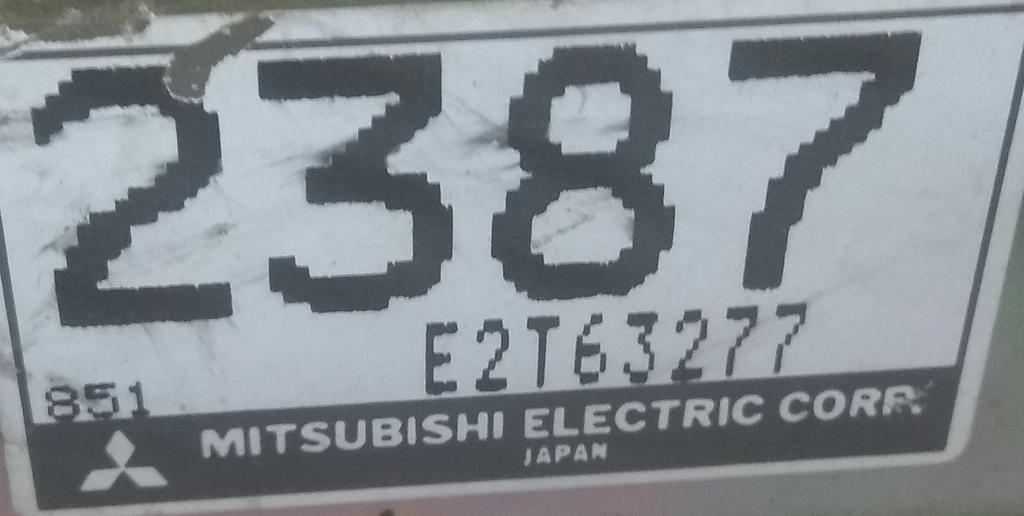 2387
E2T63277
851
MITSUBISHI ELECTRIC CORP.
JAPAN